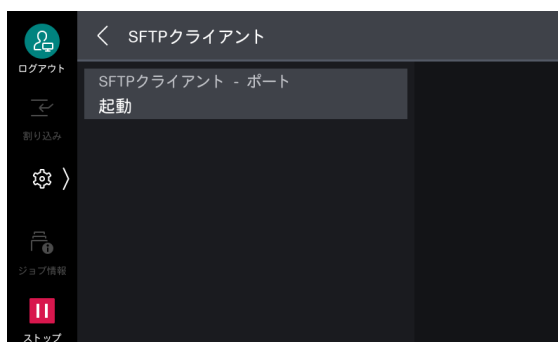 SFTPクライアント
ログアウト
SFTPクライアント - ポート
起動
割り込み
ジョブ情報
ストップ